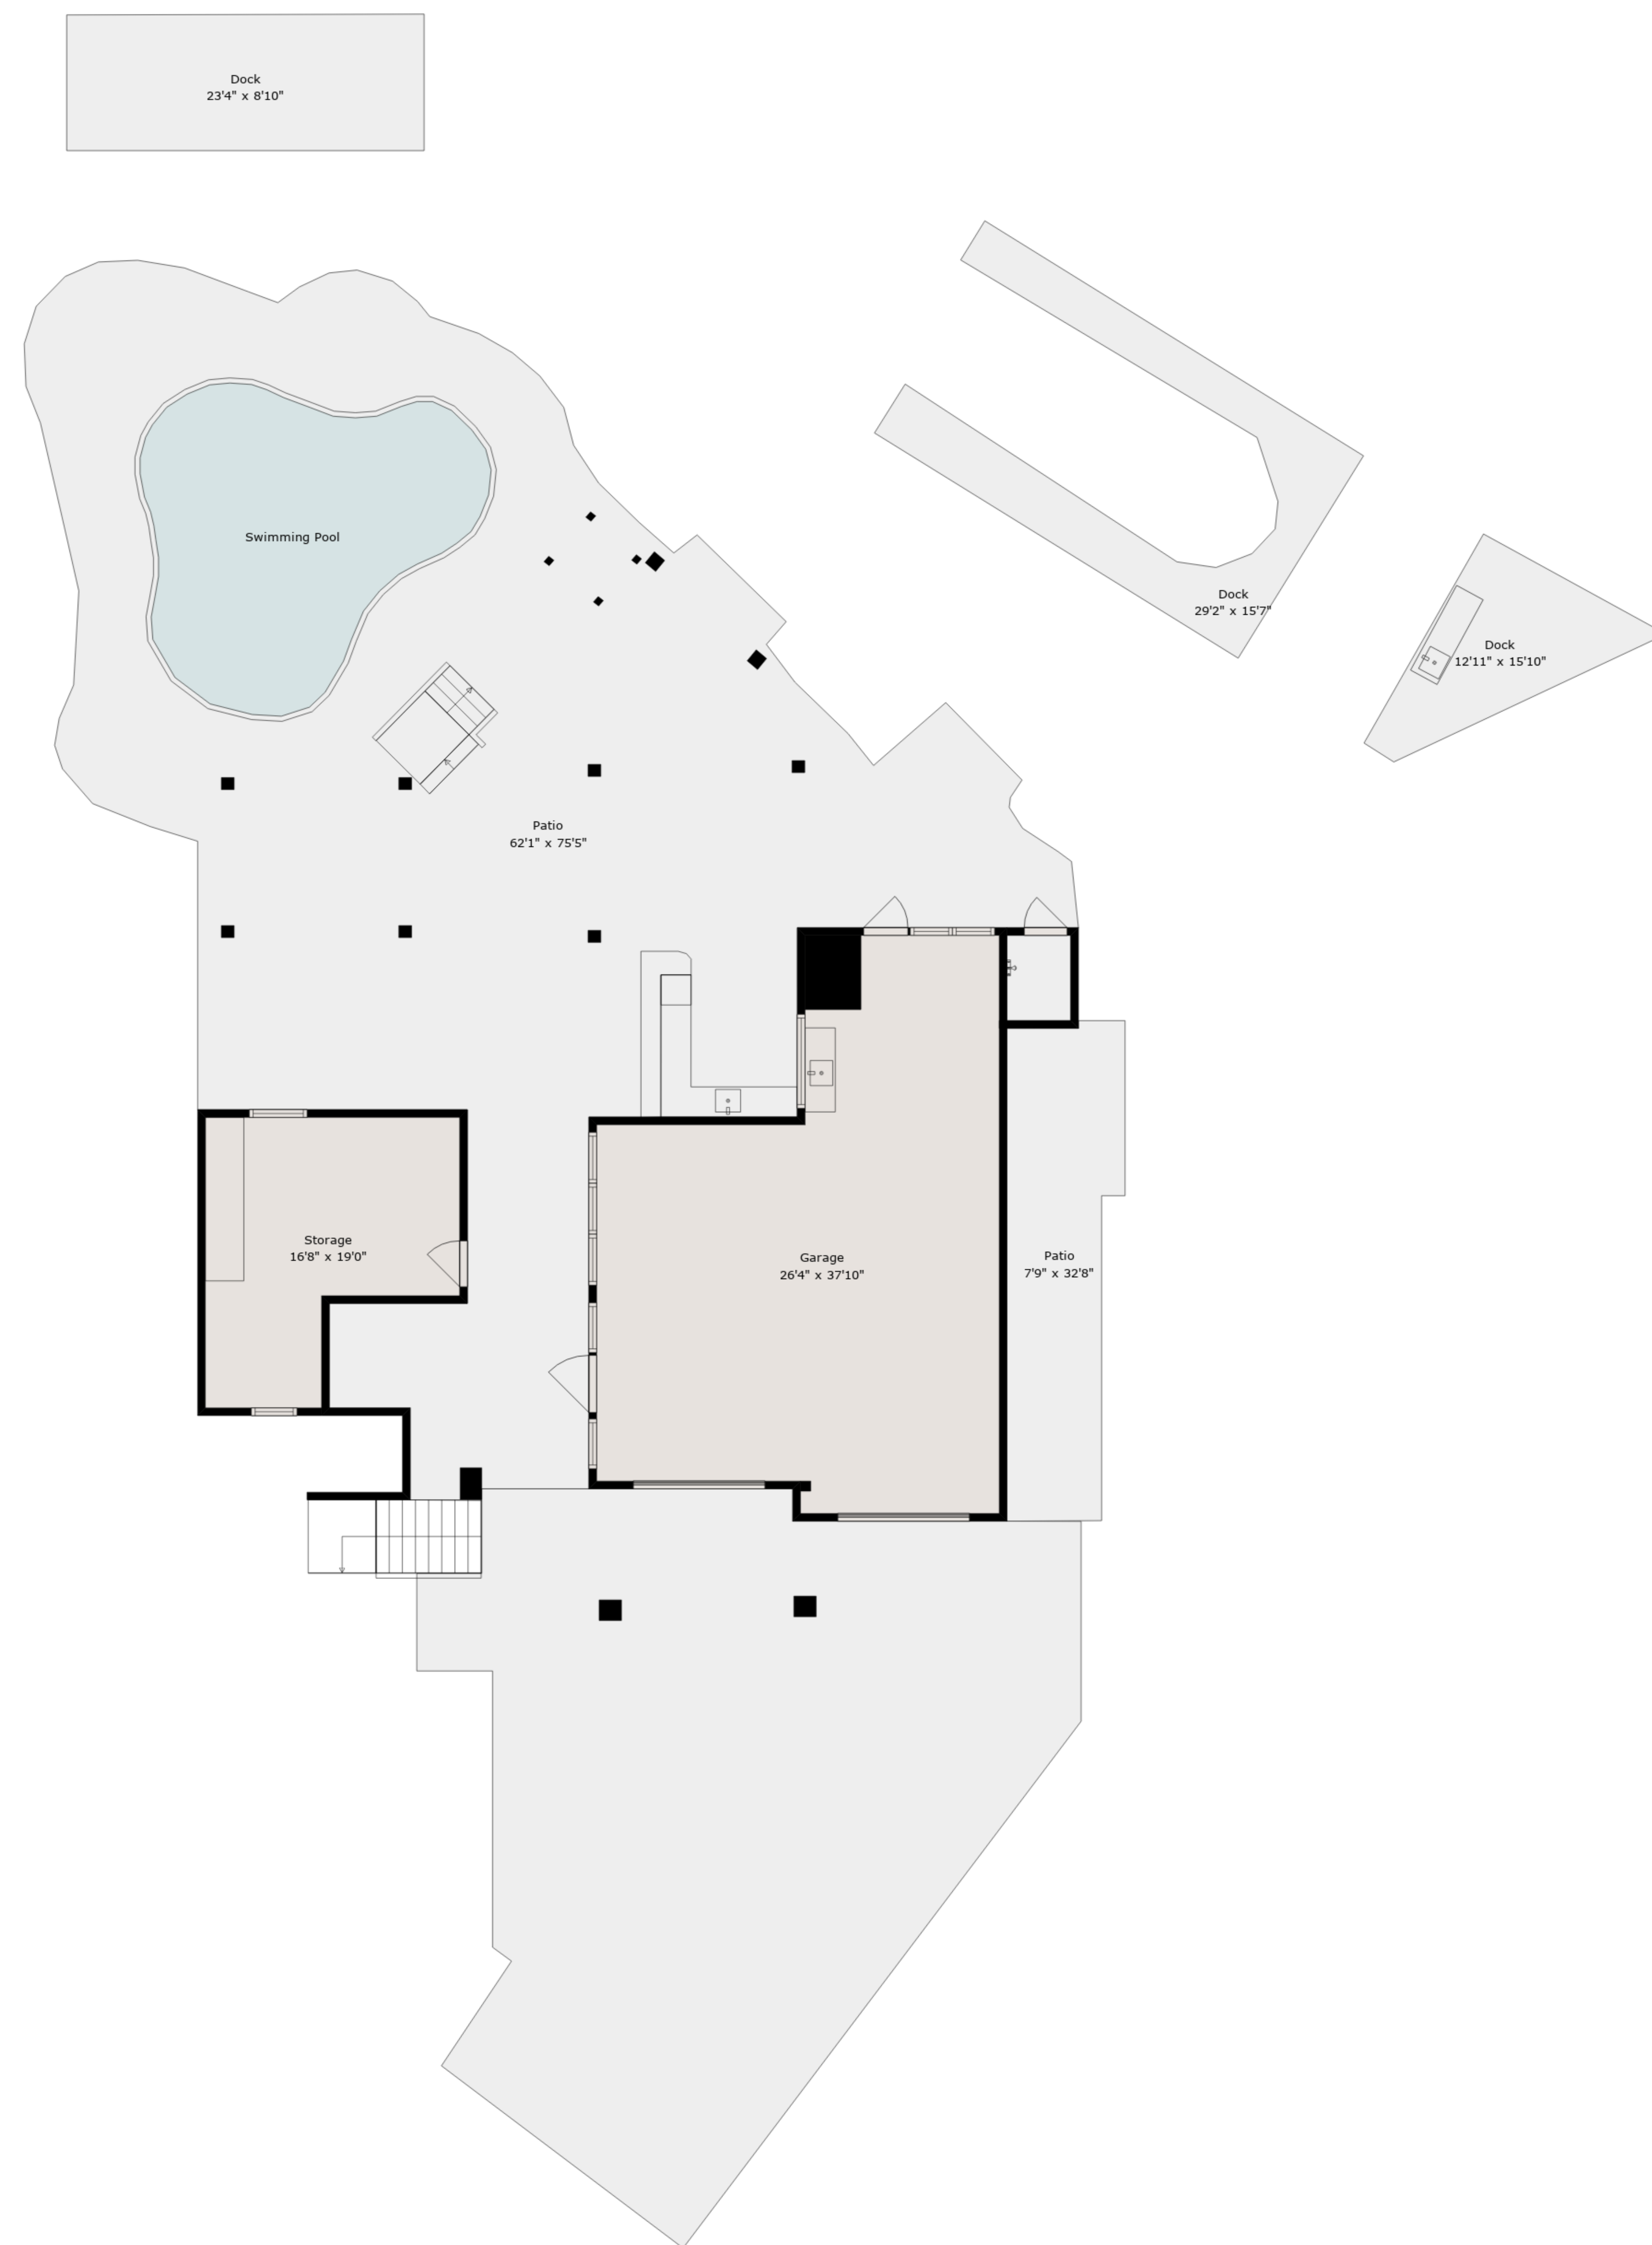 Dock
23'4" x 8'10"
Swimming Pool
Dock
29'2" x 15'7"
Dock
12'11" x 15'10"
Patio
62'1" x 75'5"
Storage
16'8" x 19'0"
Garage
26'4" x 37'10"
Patio
7'9" x 32'8"